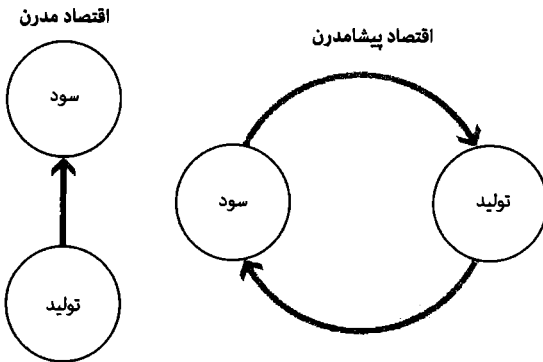 اقتصاد مدرن
سود
تولید
اقتصاد پیشامدرن
سود
تولید